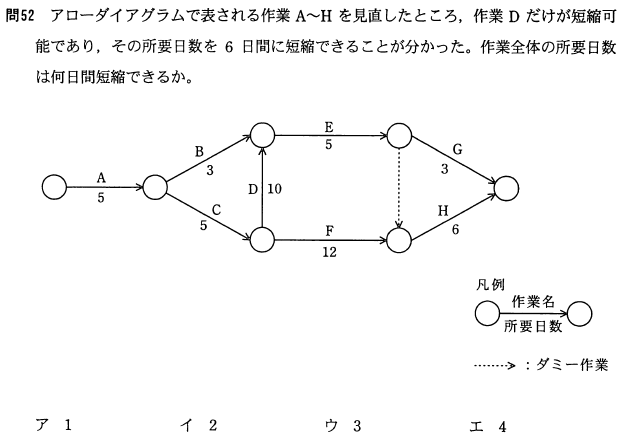 問52 アローダイアグラムで表される作業 A～H を見直したところ，作業 D だけが短縮可
能であり，その所要日数を 6 日間に短縮できることが分かった。作業全体の所要日数
は何日間短縮できるか。
A
5
B
3
C
5
D 10
E
5
F
12
G
3
H
6
凡例
作業名
所要日数
：ダミー作業
ア 1 イ 2 ウ 3 エ 4